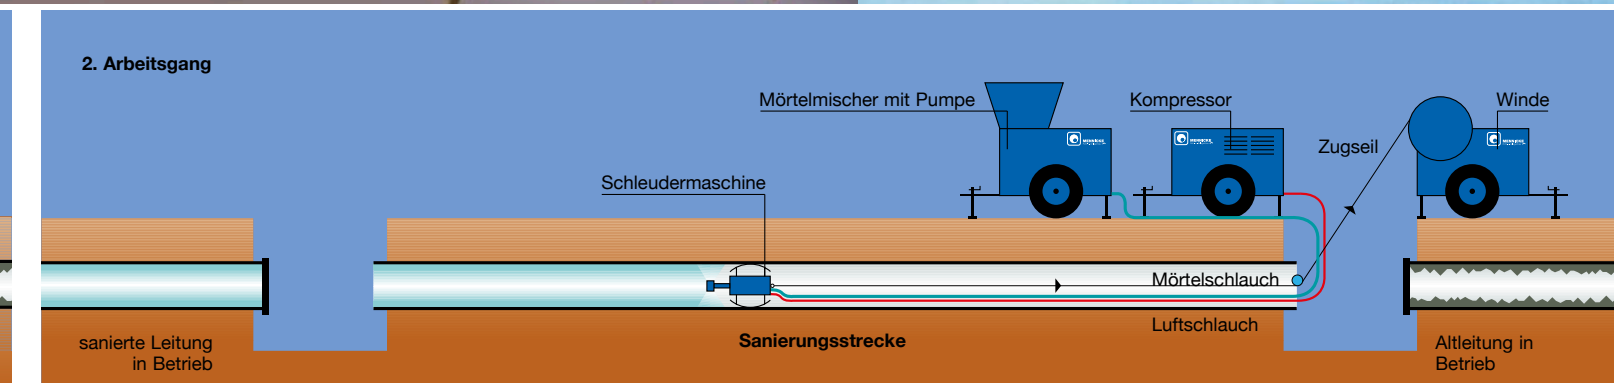 2. Arbeitsgang
Mörtelmischer mit Pumpe
Kompressor
Winde
Zugseil
Schleudermaschine
Mörtelschlauch
Luftschlauch
Sanierungsstrecke
sanierte Leitung
in Betrieb
Altleitung in
Betrieb